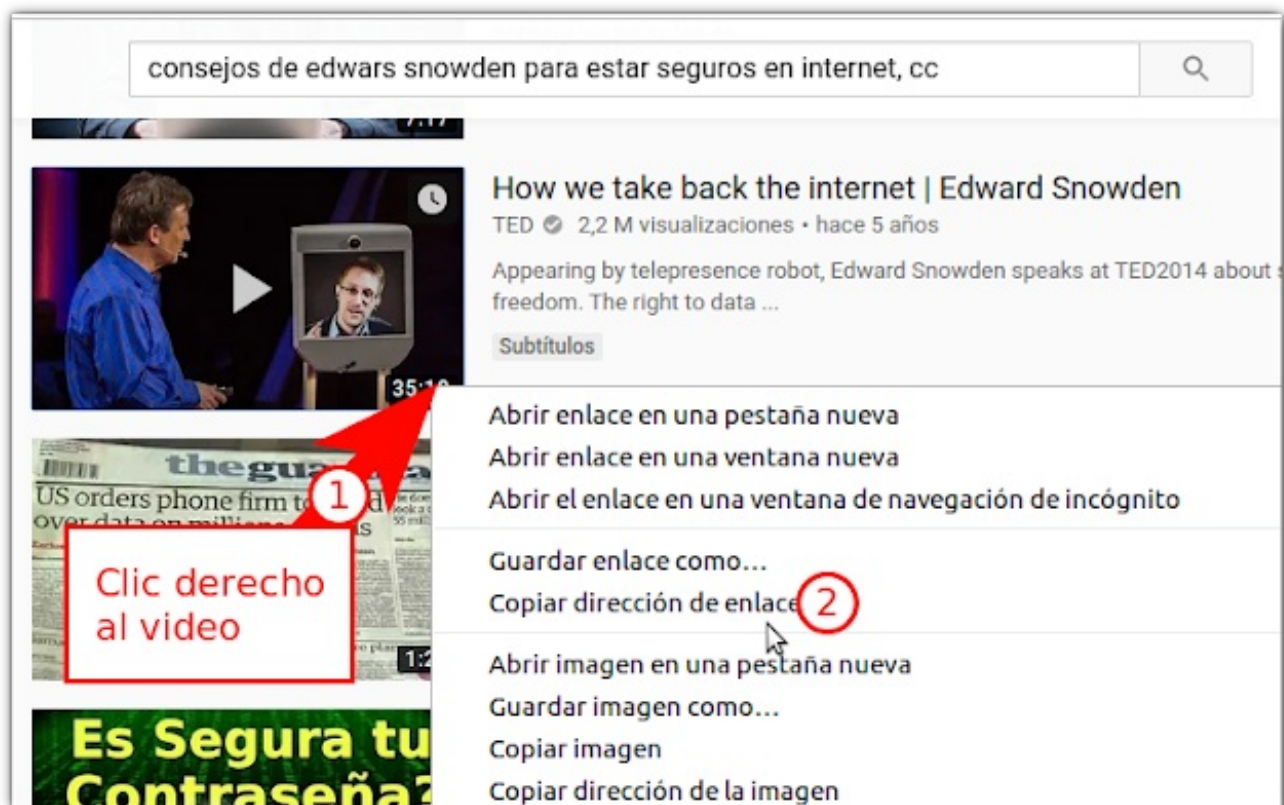 consejos de edwars snowden para estar seguros en internet, cc
7:17
How we take back the internet | Edward Snowden
TED 2,2 M visualizaciones • hace 5 años
Appearing by telepresence robot, Edward Snowden speaks at TED2014 about
freedom. The right to data ...
Subtítulos
Abrir enlace en una pestaña nueva
Abrir enlace en una ventana nueva
Abrir el enlace en una ventana de navegación de incógnito
US orders phone firm to
over data on
1
Clic derecho
al video
Guardar enlace como...
Copiar dirección de enlace
2
Abrir imagen en una pestaña nueva
Guardar imagen como...
Copiar imagen
Copiar dirección de la imagen
Es Segura tu
Contraseña?